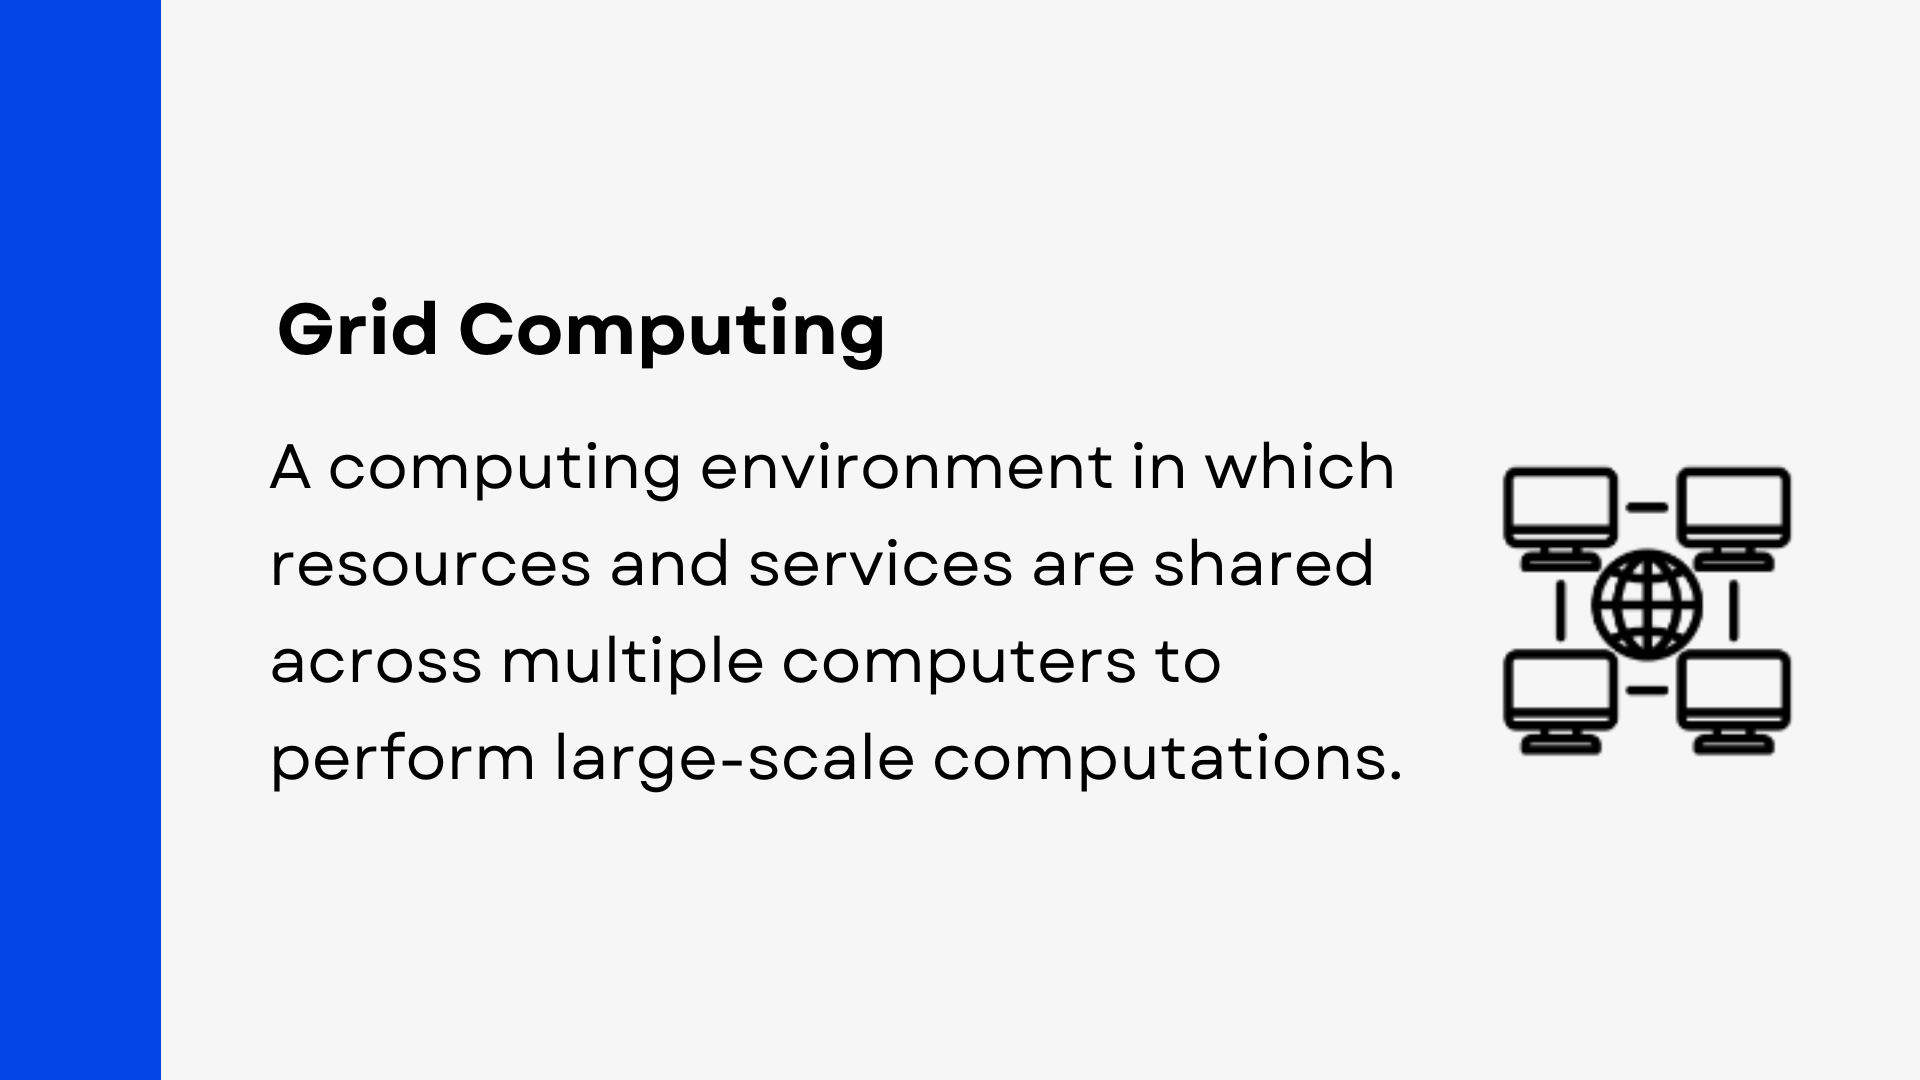 Grid Computing
A computing environment in which
resources and services are shared
across multiple computers to
perform large-scale computations.